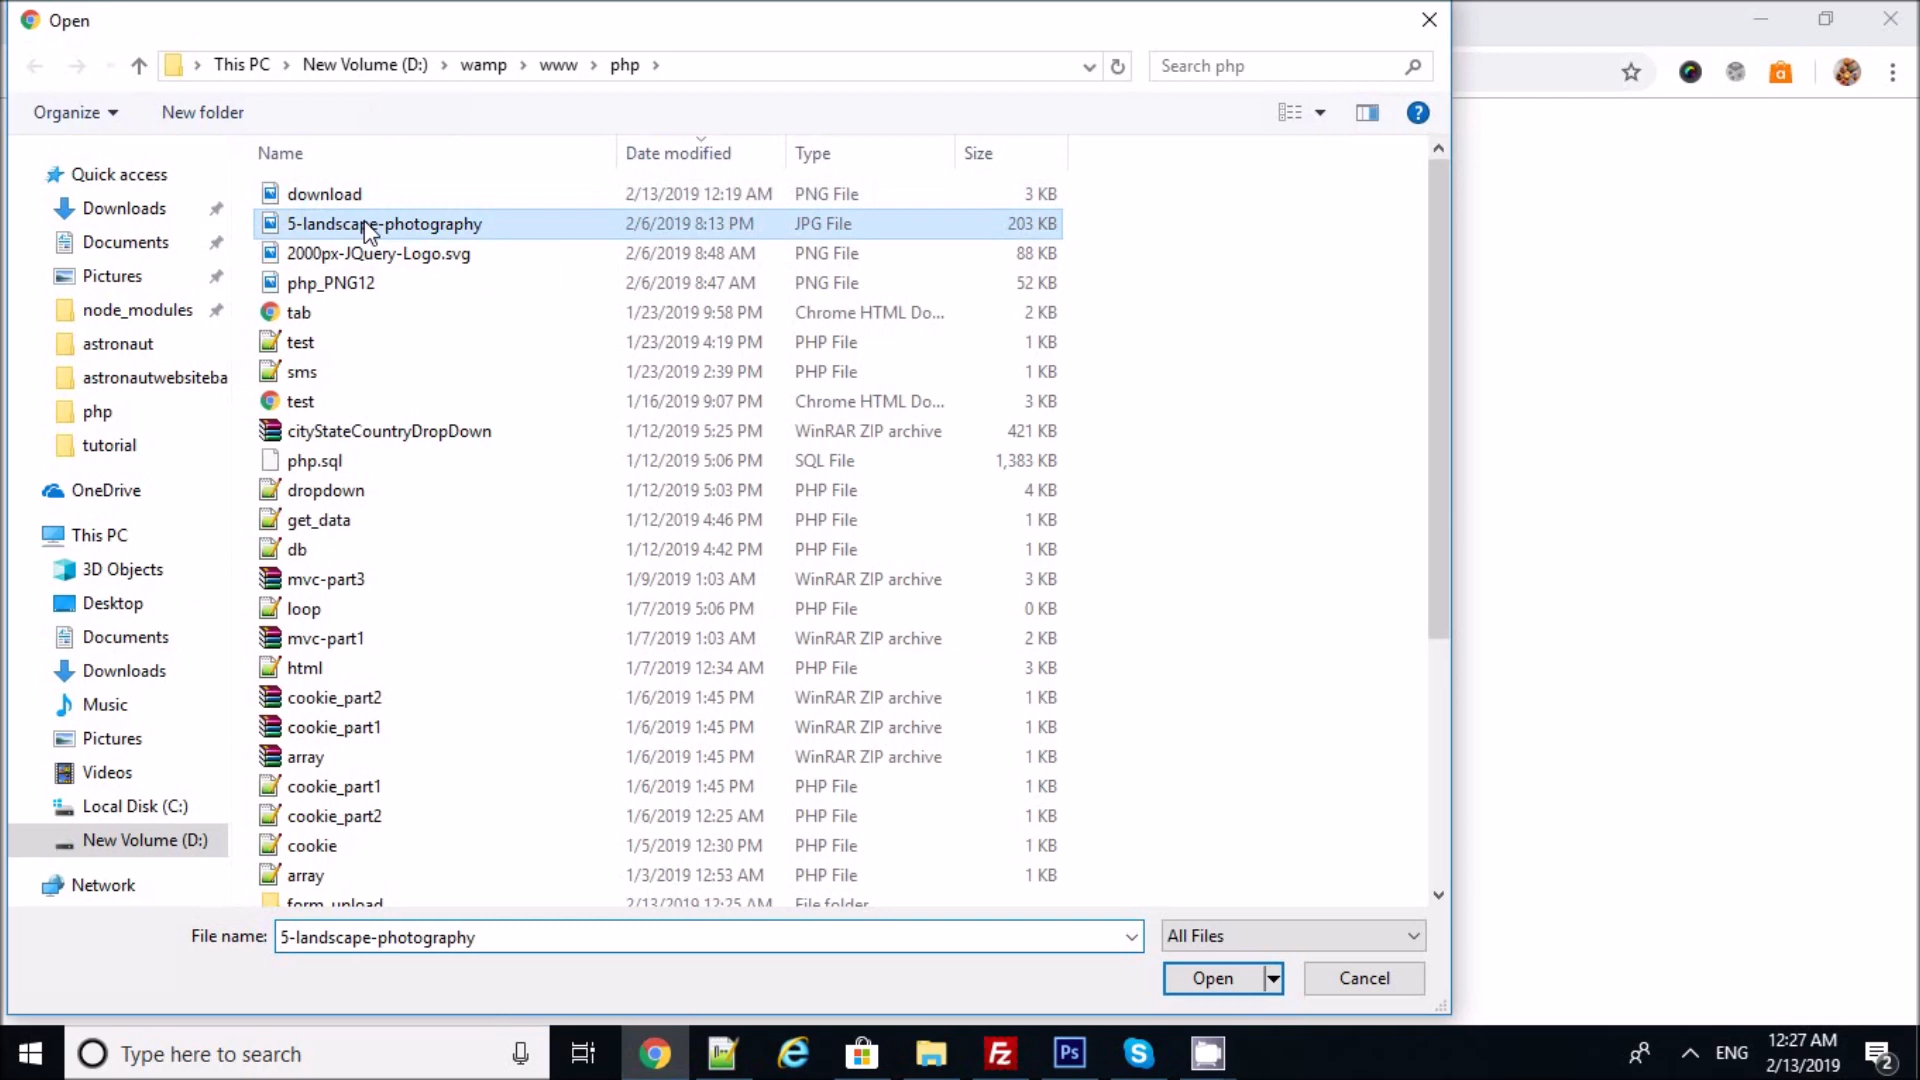 Open
This PC > New Volume (D:) > wamp > www > php >
Search php
Organize
New folder
Name Date modified Type Size
Quick access
Downloads
Documents
Pictures
node_modules
astronaut
astronautwebsiteba
php
tutorial
OneDrive
This PC
3D Objects
Desktop
Documents
Downloads
Music
Pictures
Videos
Local Disk (C:)
New Volume (D:)
Network
download 2/13/2019 12:19 AM PNG File 3 KB
5-landscape-photography 2/6/2019 8:13 PM JPG File 203 KB
2000px-JQuery-Logo.svg 2/6/2019 8:48 AM PNG File 88 KB
php_PNG12 2/6/2019 8:47 AM PNG File 52 KB
tab 1/23/2019 9:58 PM Chrome HTML Do... 2 KB
test 1/23/2019 4:19 PM PHP File 1 KB
sms 1/23/2019 2:39 PM PHP File 1 KB
test 1/16/2019 9:07 PM Chrome HTML Do... 3 KB
cityStateCountryDropDown 1/12/2019 5:25 PM WinRAR ZIP archive 421 KB
php.sql 1/12/2019 5:06 PM SQL File 1,383 KB
dropdown 1/12/2019 5:03 PM PHP File 4 KB
get_data 1/12/2019 4:46 PM PHP File 1 KB
db 1/12/2019 4:42 PM PHP File 1 KB
mvc-part3 1/9/2019 1:03 AM WinRAR ZIP archive 3 KB
loop 1/7/2019 5:06 PM PHP File 0 KB
mvc-part1 1/7/2019 1:03 AM WinRAR ZIP archive 2 KB
html 1/7/2019 12:34 AM PHP File 3 KB
cookie_part2 1/6/2019 1:45 PM WinRAR ZIP archive 1 KB
cookie_part1 1/6/2019 1:45 PM WinRAR ZIP archive 1 KB
array 1/6/2019 1:45 PM WinRAR ZIP archive 1 KB
cookie_part1 1/6/2019 1:45 PM PHP File 1 KB
cookie_part2 1/6/2019 12:25 AM PHP File 1 KB
cookie 1/5/2019 12:30 PM PHP File 1 KB
array 1/3/2019 12:53 AM PHP File 1 KB
form_upload 2/13/2019 12:25 AM File folder
File name: 5-landscape-photography
All Files
Open
Cancel
Type here to search
Ps
ENG
12:27 AM
2/13/2019
2